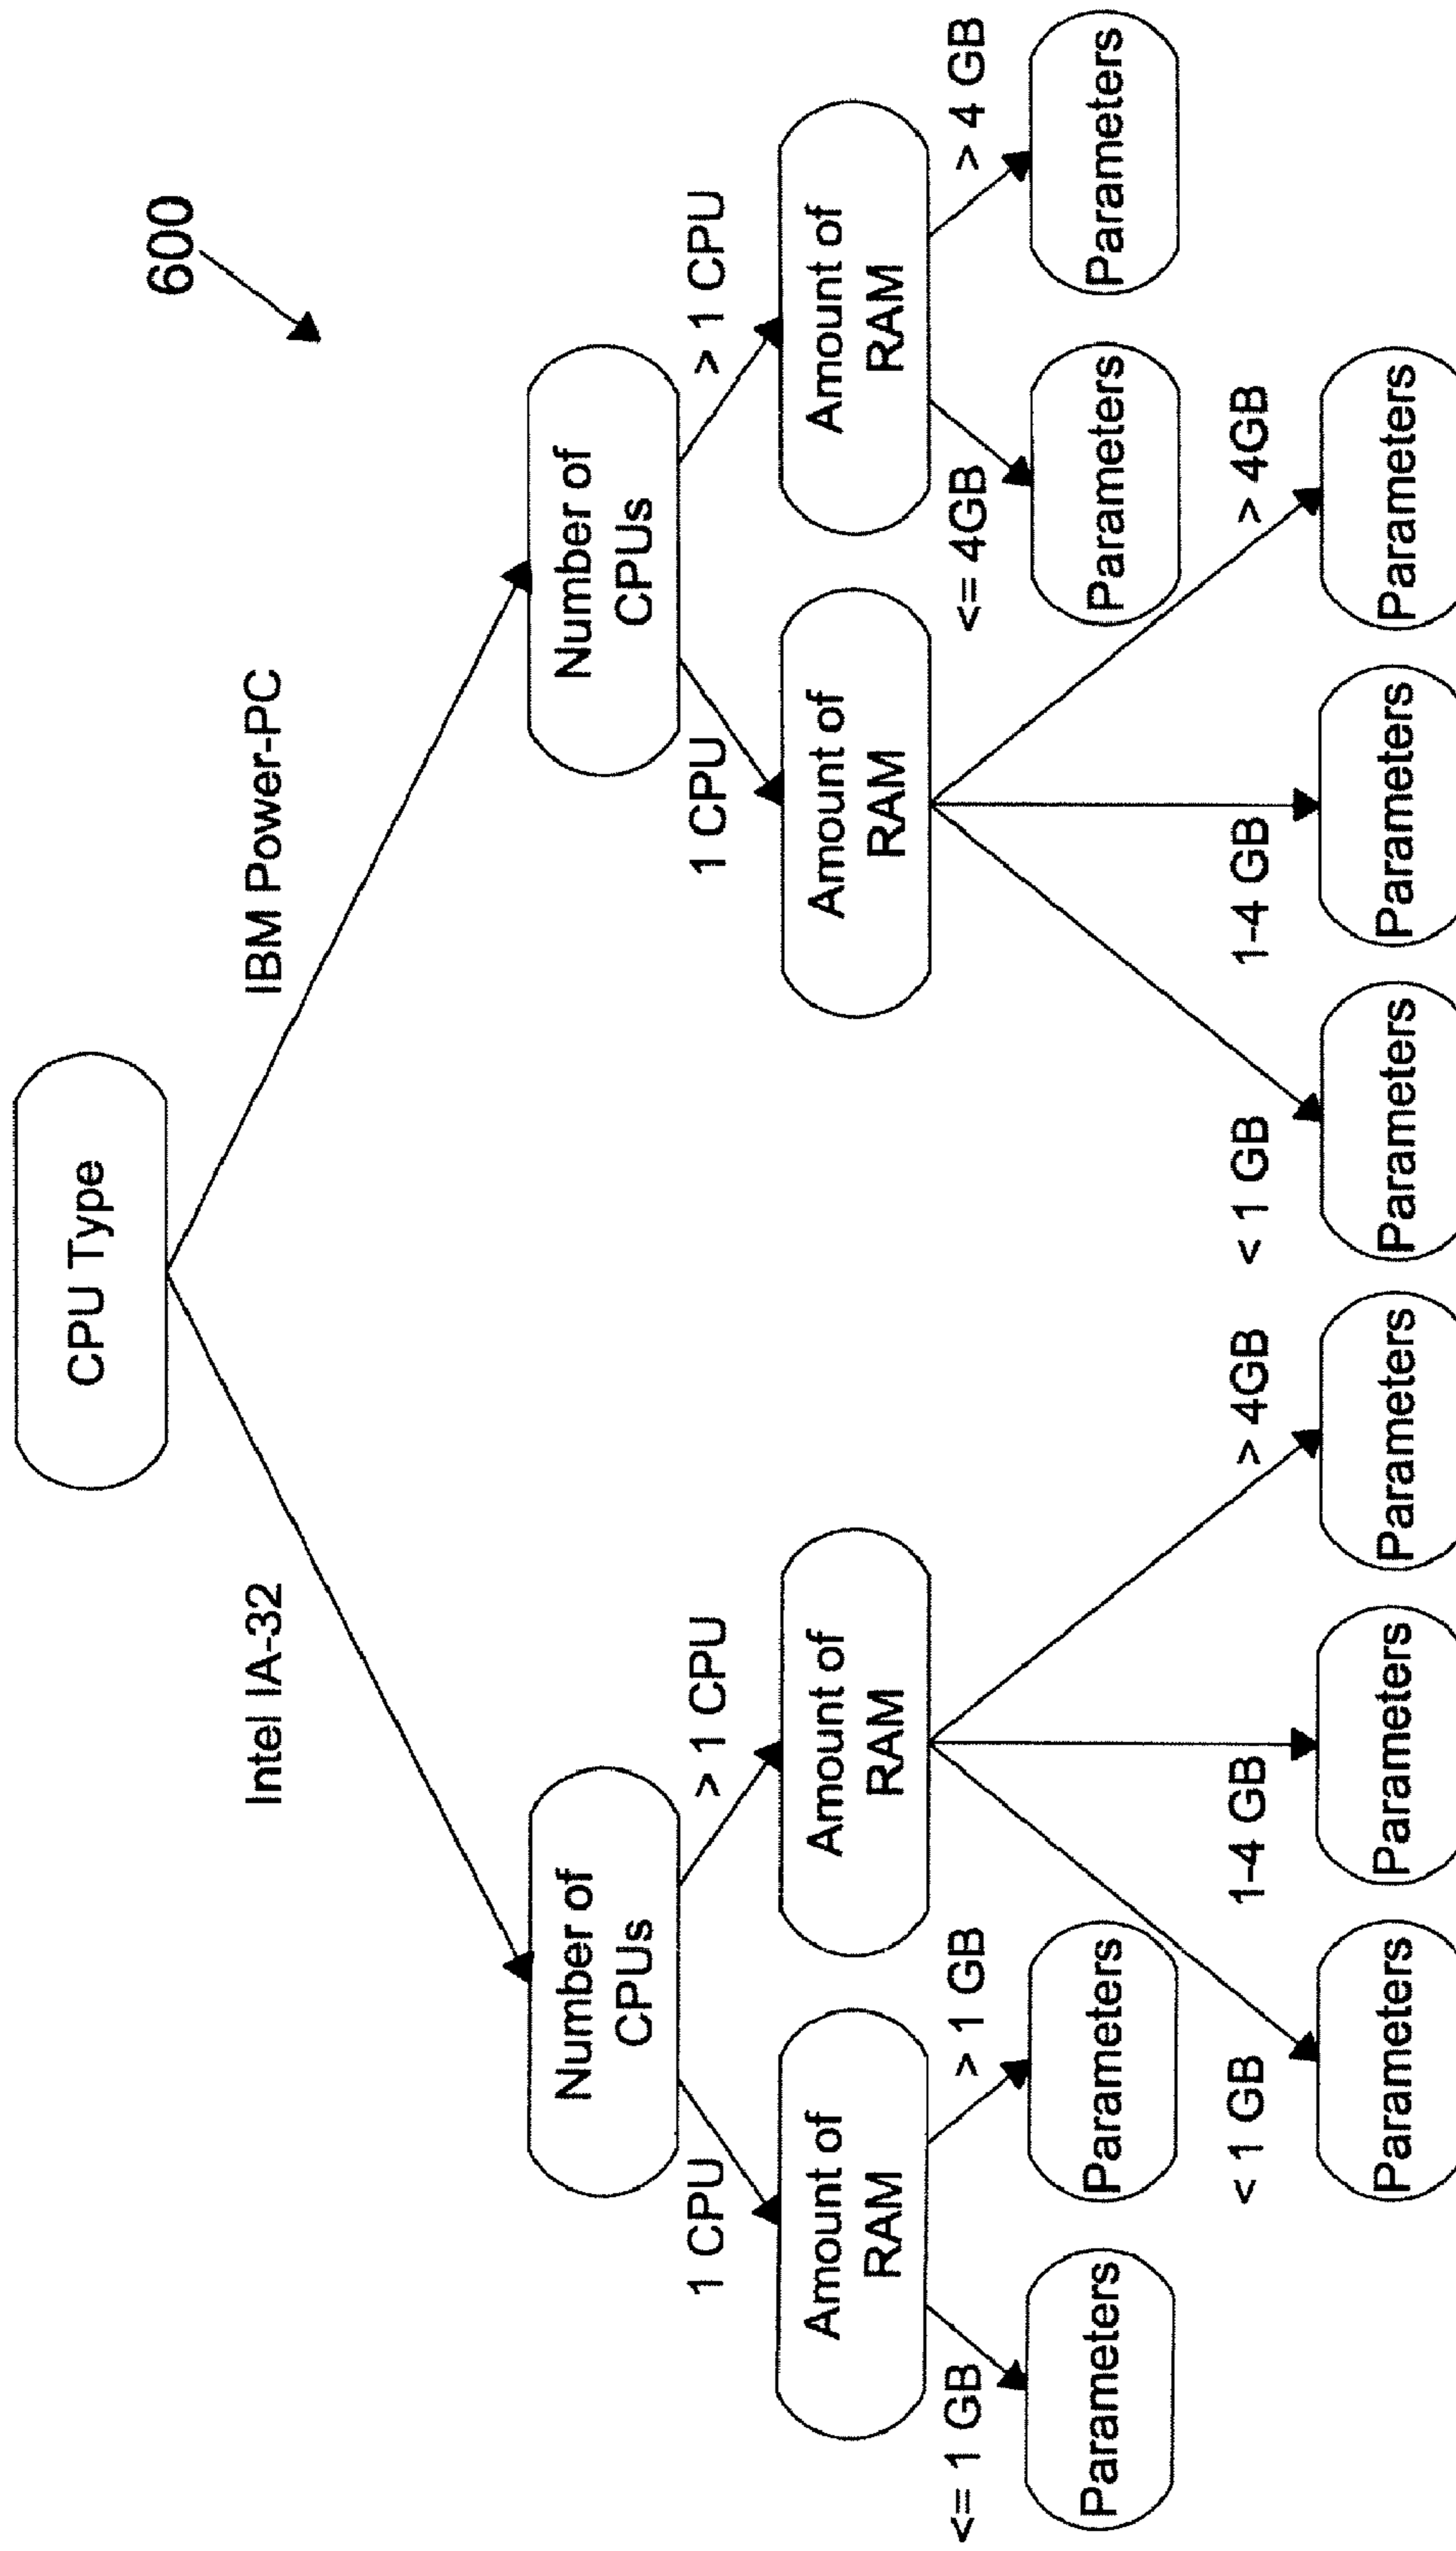 600
CPU Type
Intel IA-32
IBM Power-PC
Number of
CPUs
Number of
CPUs
1 CPU
> 1 CPU
1 CPU
> 1 CPU
Amount of
RAM
Amount of
RAM
Amount of
RAM
Amount of
RAM
<= 1 GB
> 1 GB
<= 4GB
> 4 GB
Parameters
Parameters
Parameters
Parameters
< 1 GB
1-4 GB
> 4GB
< 1 GB
1-4 GB
> 4GB
Parameters
Parameters
Parameters
Parameters
Parameters
Parameters